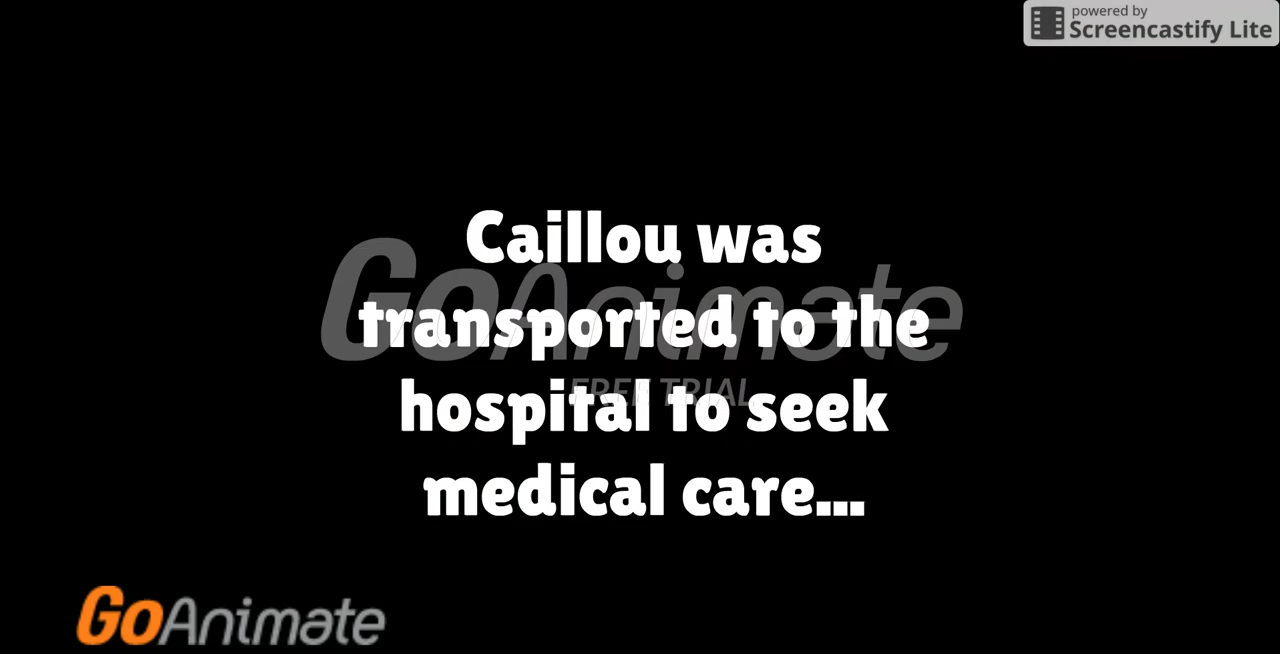 powered by
Screencastify Lite
Caillou was
transported to the
hospital to seek
medical care...
GoAnimate
FREE TRIAL
GoAnimate